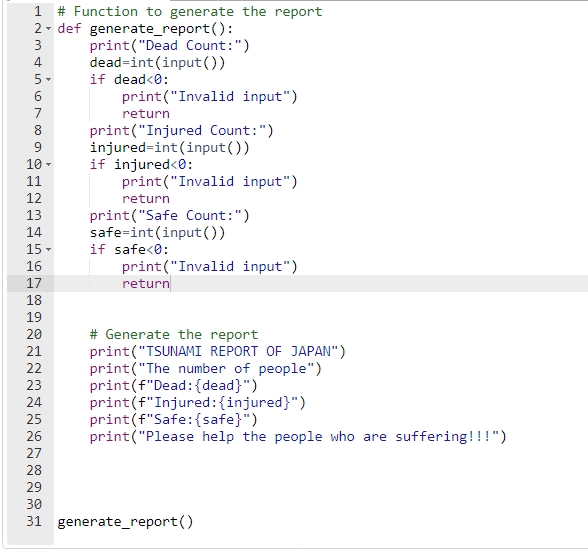 1 # Function to generate the report
2 def generate_report():
3     print("Dead Count:")
4     dead=int(input())
5     if dead<0:
6         print("Invalid input")
7         return
8     print("Injured Count:")
9     injured=int(input())
10     if injured<0:
11         print("Invalid input")
12         return
13     print("Safe Count:")
14     safe=int(input())
15     if safe<0:
16         print("Invalid input")
17         return
18
19
20     # Generate the report
21     print("TSUNAMI REPORT OF JAPAN")
22     print("The number of people")
23     print(f"Dead:{dead}")
24     print(f"Injured:{injured}")
25     print(f"Safe:{safe}")
26     print("Please help the people who are suffering!!!")
27
28
29
30
31 generate_report()